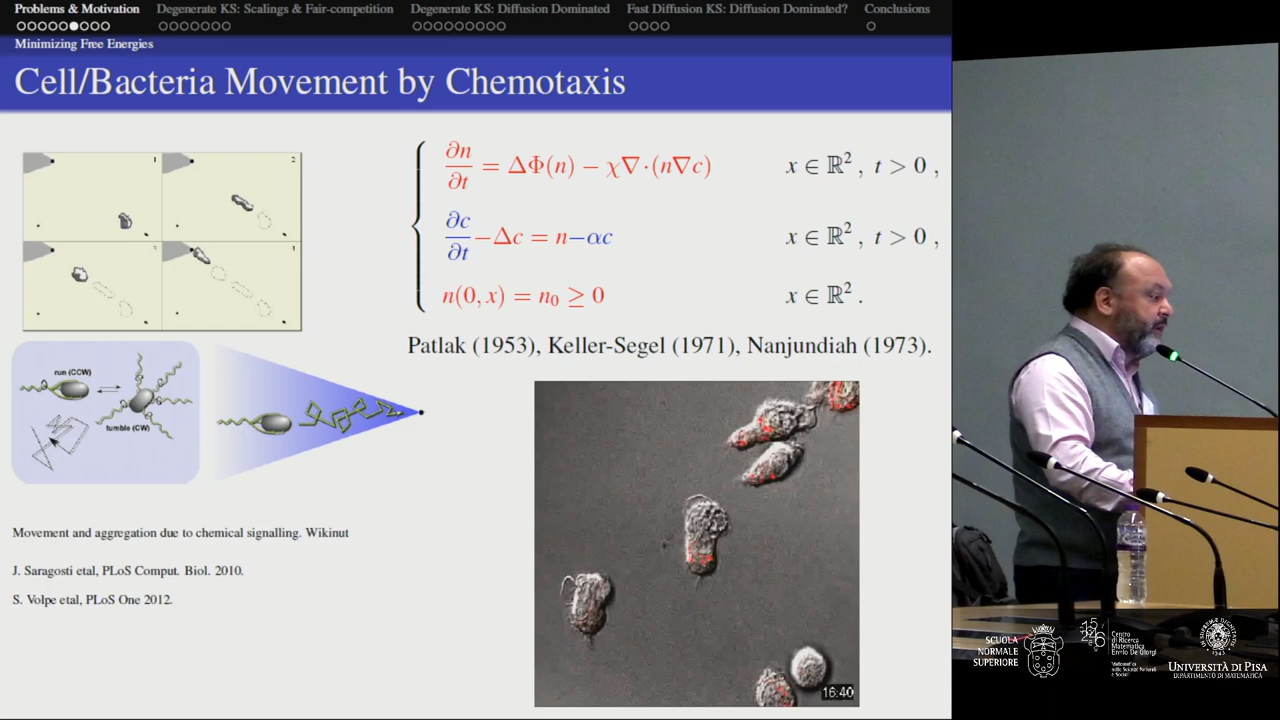 Problems & Motivation Degenerate KS: Scalings & Fair-competition Degenerate KS: Diffusion Dominated Fast Diffusion KS: Diffusion Dominated? Conclusions
Minimizing Free Energies
Cell/Bacteria Movement by Chemotaxis
1
2
∂n/∂t = ΔΦ(n) − χ∇·(n∇c) x ∈ ℝ² , t > 0 ,
∂c/∂t −Δc = n−αc x ∈ ℝ² , t > 0 ,
n(0, x) = n₀ ≥ 0 x ∈ ℝ² .
Patlak (1953), Keller-Segel (1971), Nanjundiah (1973).
run (CCW)
tumble (CW)
Movement and aggregation due to chemical signalling. Wikinut
J. Saragosti etal, PLoS Comput. Biol. 2010.
S. Volpe etal, PLoS One 2012.
16:40
SCUOLA
NORMALE
SUPERIORE
Centro
di Ricerca
Matematica
Ennio De Giorgi
UNIVERSITÀ DI PISA
DIPARTIMENTO DI MATEMATICA